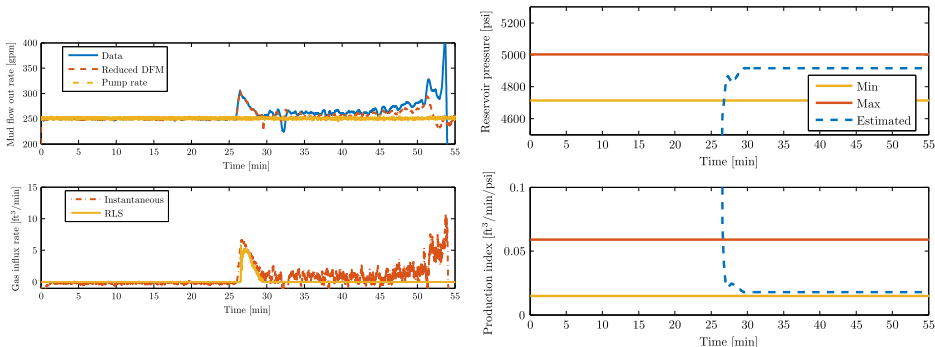 Mud flow out rate [gpm]
400
350
300
250
200
Data
Reduced DFM
Pump rate
0 5 10 15 20 25 30 35 40 45 50 55
Time [min]
Gas influx rate [ft³/min]
15
10
5
0
Instantaneous
RLS
0 5 10 15 20 25 30 35 40 45 50 55
Time [min]
Reservoir pressure [psi]
5200
5000
4800
4600
Min
Max
Estimated
0 5 10 15 20 25 30 35 40 45 50 55
Time [min]
Production index [ft³/min/psi]
0.1
0.05
0
Min
Max
Estimated
0 5 10 15 20 25 30 35 40 45 50 55
Time [min]